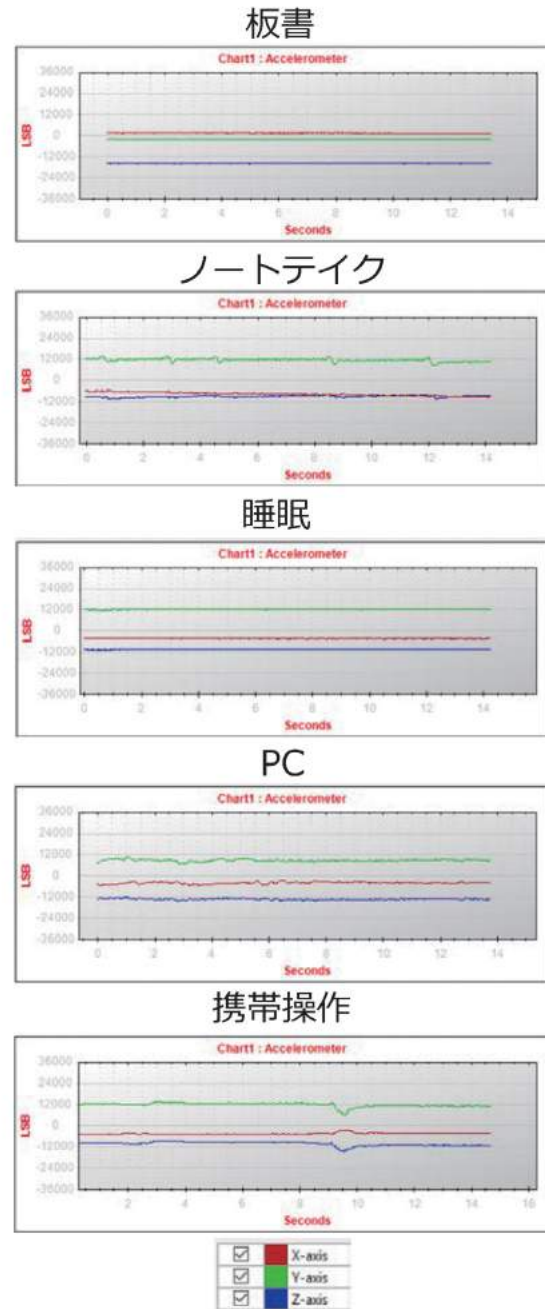 板書
Chart1 : Accelerometer
36000
24000
12000
0
-12000
-24000
-36000
LSB
0 2 4 6 8 10 12 14
Seconds
ノートテイク
Chart1 : Accelerometer
36000
24000
12000
0
-12000
-24000
-36000
LSB
0 2 4 6 8 10 12 14
Seconds
睡眠
Chart1 : Accelerometer
36000
24000
12000
0
-12000
-24000
-36000
LSB
0 2 4 6 8 10 12 14
Seconds
PC
Chart1 : Accelerometer
36000
24000
12000
0
-12000
-24000
-36000
LSB
0 2 4 6 8 10 12 14
Seconds
携帯操作
Chart1 : Accelerometer
36000
24000
12000
0
-12000
-24000
-36000
LSB
2 4 6 8 10 12 14 16
Seconds
X-axis
Y-axis
Z-axis